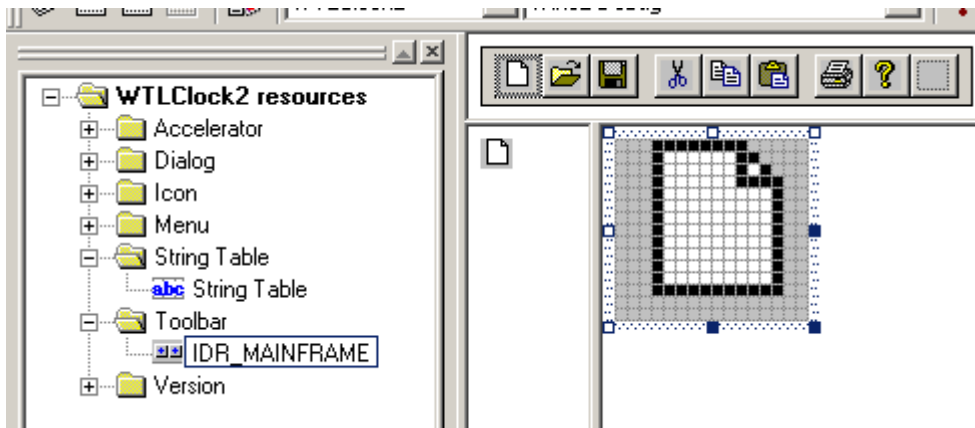 WTLClock2 resources
Accelerator
Dialog
Icon
Menu
String Table
abc String Table
Toolbar
IDR_MAINFRAME
Version